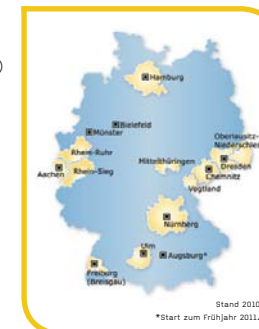 )
Hamburg
Bielefeld
Münster
Oberlausitz-
Niederschlesien
Rhein-Ruhr
Mittelthüringen
Dresden
Aachen
Rhein-Sieg
Chemnitz
Vogtland
Nürnberg
Ulm
Augsburg*
Freiburg
(Breisgau)
Stand 2010
*Start zum Frühjahr 2011.